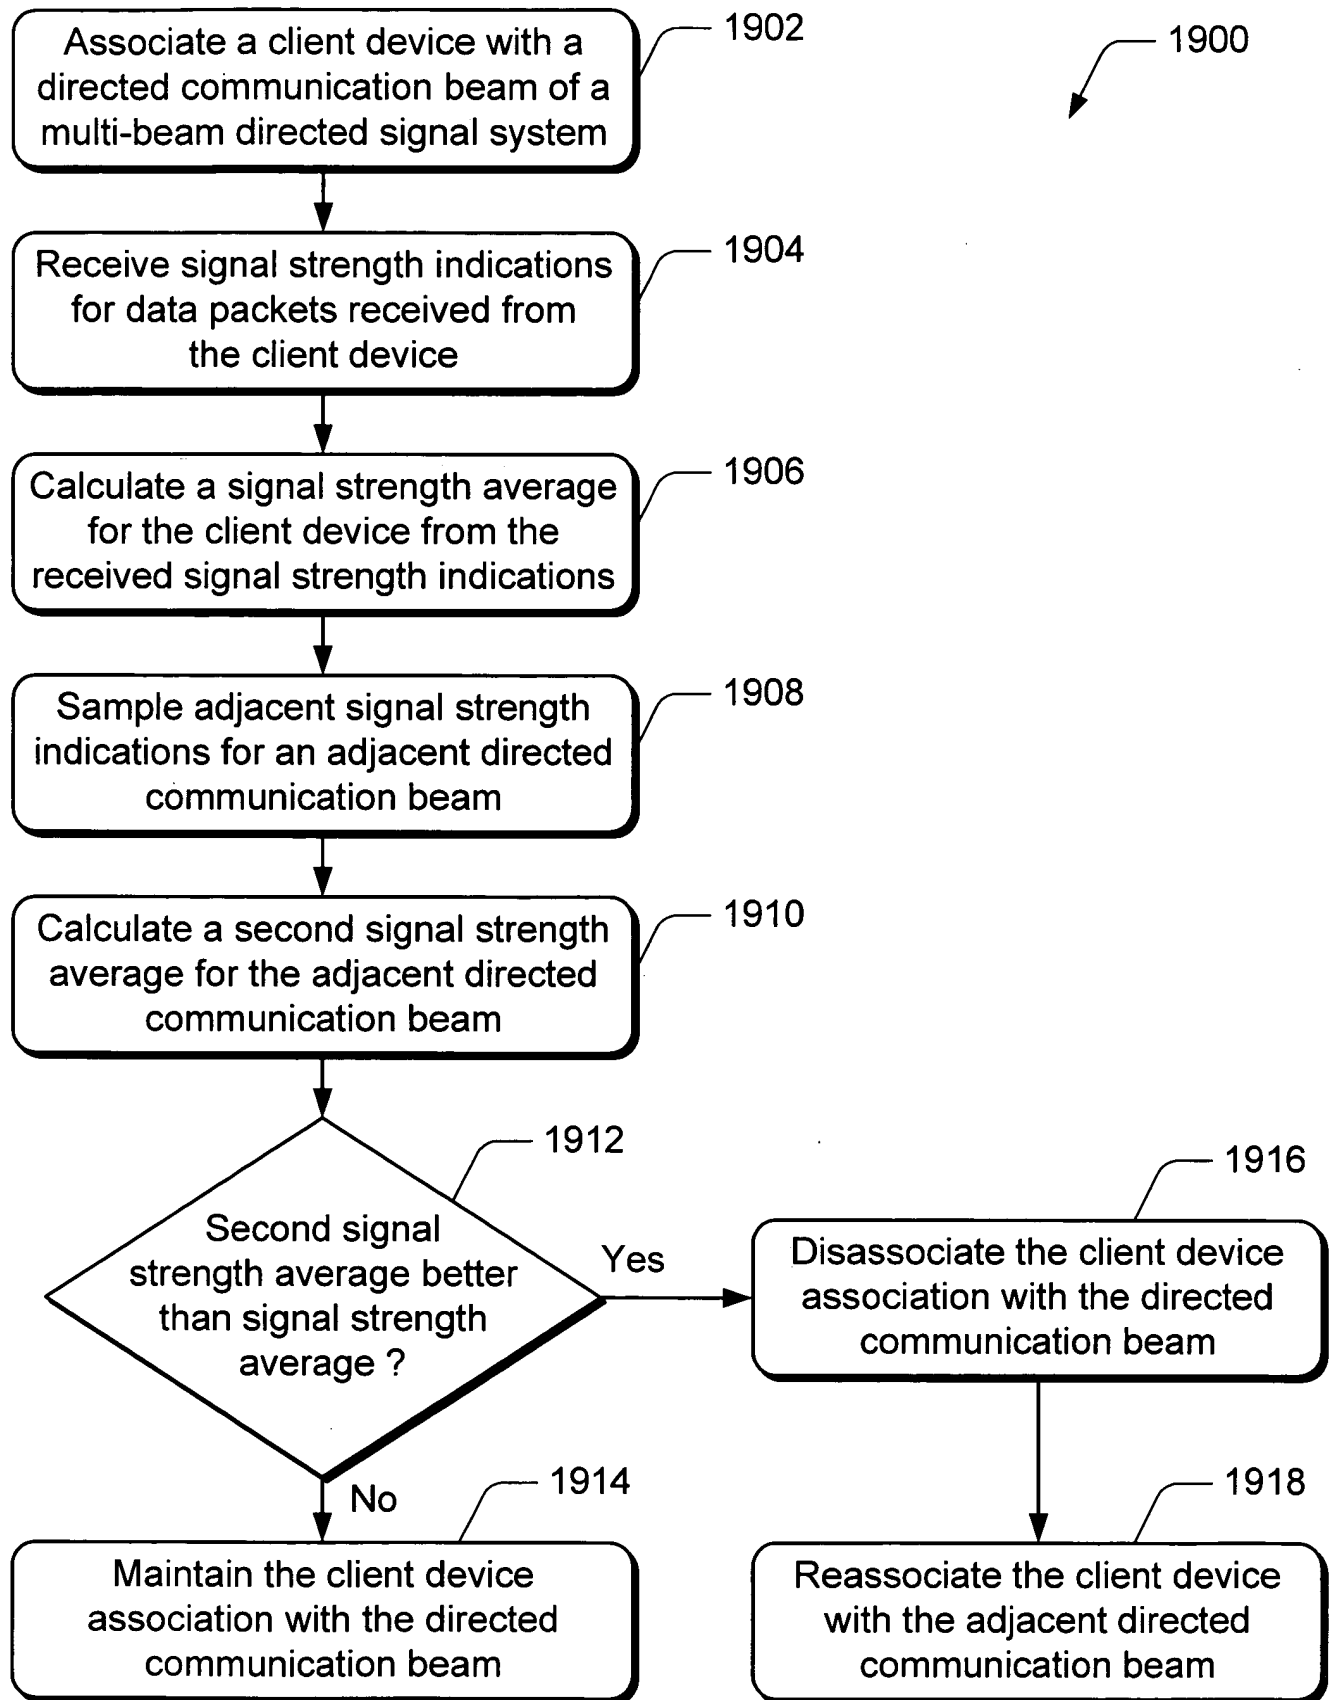 Associate a client device with a
directed communication beam of a
multi-beam directed signal system
1902
1900
Receive signal strength indications
for data packets received from
the client device
1904
Calculate a signal strength average
for the client device from the
received signal strength indications
1906
Sample adjacent signal strength
indications for an adjacent directed
communication beam
1908
Calculate a second signal strength
average for the adjacent directed
communication beam
1910
Second signal
strength average better
than signal strength
average ?
1912
Yes
No
Disassociate the client device
association with the directed
communication beam
1916
Maintain the client device
association with the directed
communication beam
1914
Reassociate the client device
with the adjacent directed
communication beam
1918